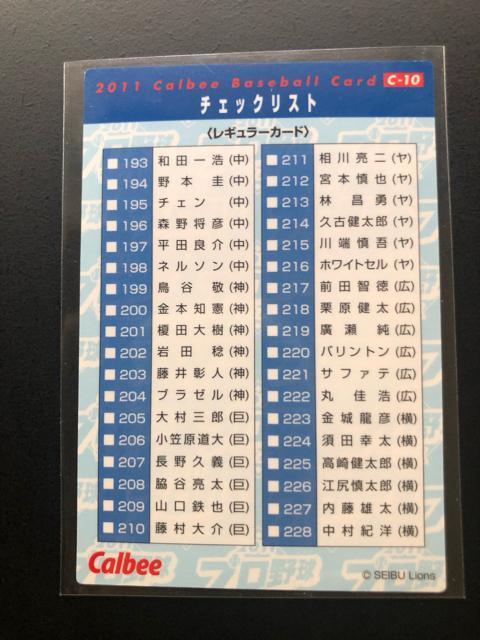 2011 Calbee Baseball Card C-10
チェックリスト
〈レギュラーカード〉
193 和田一浩(中)
194 野本圭(中)
195 チェン(中)
196 森野将彦(中)
197 平田良介(中)
198 ネルソン(中)
199 鳥谷敬(神)
200 金本知憲(神)
201 榎田大樹(神)
202 岩田稔(神)
203 藤井彰人(神)
204 ブラゼル(神)
205 大村三郎(巨)
206 小笠原道大(巨)
207 長野久義(巨)
208 脇谷亮太(巨)
209 山口鉄也(巨)
210 藤村大介(巨)
211 相川亮二(ヤ)
212 宮本慎也(ヤ)
213 林昌勇(ヤ)
214 久古健太郎(ヤ)
215 川端慎吾(ヤ)
216 ホワイトセル(ヤ)
217 前田智徳(広)
218 栗原健太(広)
219 廣瀬純(広)
220 バリントン(広)
221 サファテ(広)
222 丸佳浩(広)
223 金城龍彦(横)
224 須田幸太(横)
225 高崎健太郎(横)
226 江尻慎太郎(横)
227 内藤雄太(横)
228 中村紀洋(横)
Calbee
© SEIBU Lions